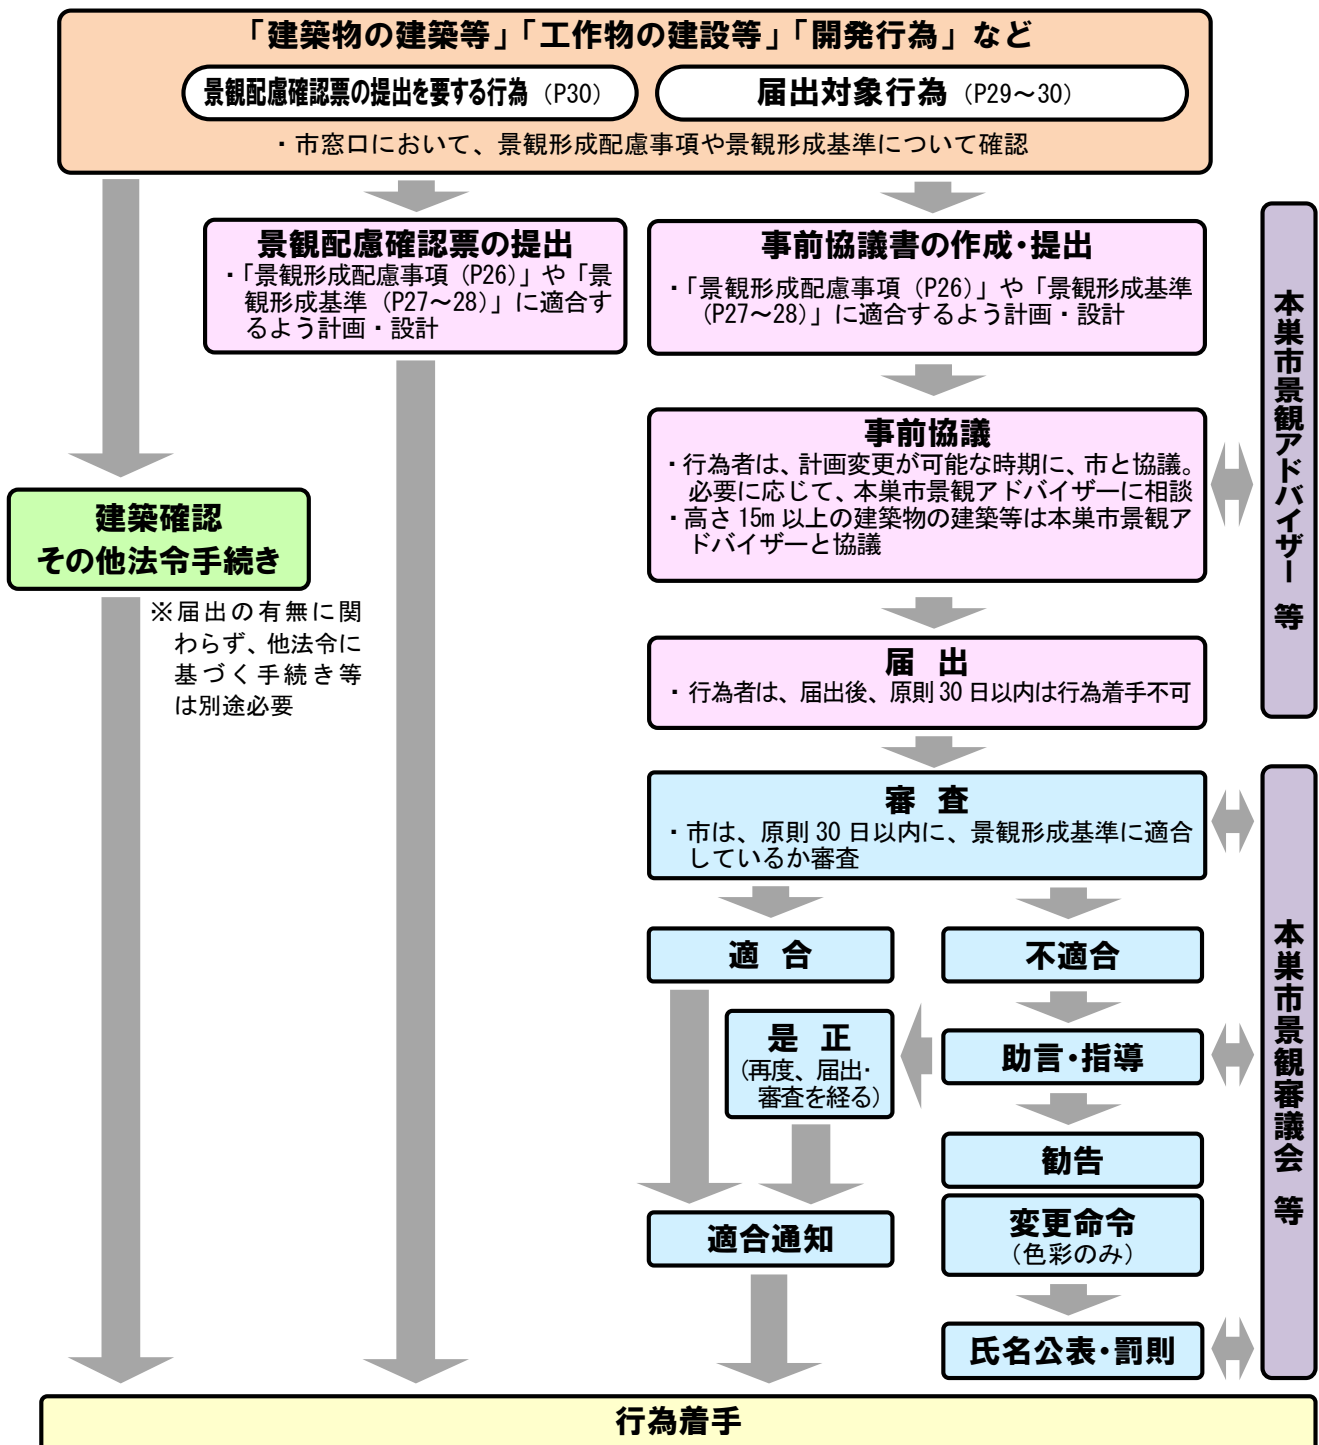 「建築物の建築等」「工作物の建設等」「開発行為」など
景観配慮確認票の提出を要する行為（P30）
届出対象行為（P29～30）
・市窓口において、景観形成配慮事項や景観形成基準について確認
景観配慮確認票の提出
・「景観形成配慮事項（P26）」や「景
観形成基準（P27～28）」に適合す
るよう計画・設計
事前協議書の作成・提出
・「景観形成配慮事項（P26）」や「景観形成基準
（P27～28）」に適合するよう計画・設計
事前協議
・行為者は、計画変更が可能な時期に、市と協議。
必要に応じて、本巣市景観アドバイザーに相談
・高さ15m以上の建築物の建築等は本巣市景観ア
ドバイザーと協議
本巣市景観アドバイザー 等
建築確認
その他法令手続き
※届出の有無に関
わらず、他法令に
基づく手続き等
は別途必要
届 出
・行為者は、届出後、原則30日以内は行為着手不可
審 査
・市は、原則30日以内に、景観形成基準に適合
しているか審査
適 合
不適合
是 正
（再度、届出・
審査を経る）
助言・指導
勧告
変更命令
（色彩のみ）
適合通知
氏名公表・罰則
本巣市景観審議会 等
行為着手